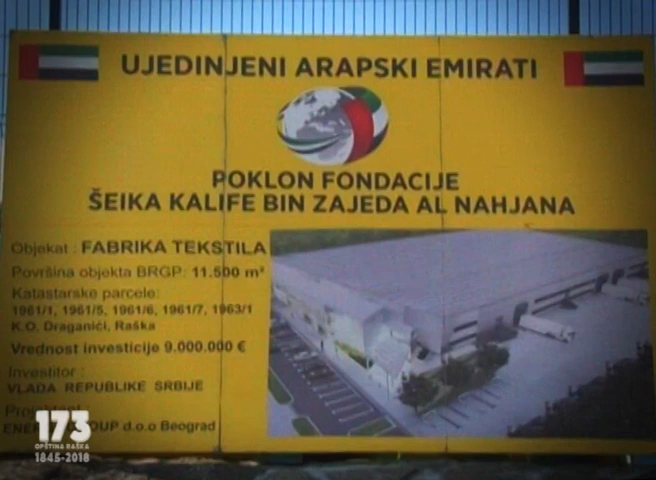 UJEDINJENI ARAPSKI EMIRATI
POKLON FONDACIJE
ŠEIKA KALIFE BIN ZAJEDA AL NAHJANA
Objekat : FABRIKA TEKSTILA
Površina objekta BRGP: 11.500 m²
Katastarske parcele:
1961/1, 1961/5, 1961/6, 1961/7, 1963/1
K.O. Draganići, Raška
Vrednost investicije 9.000.000 €
Investitor :
VLADA REPUBLIKE SRBIJE
d.o.o Beograd
173
OPŠTINA RAŠKA
1845-2018